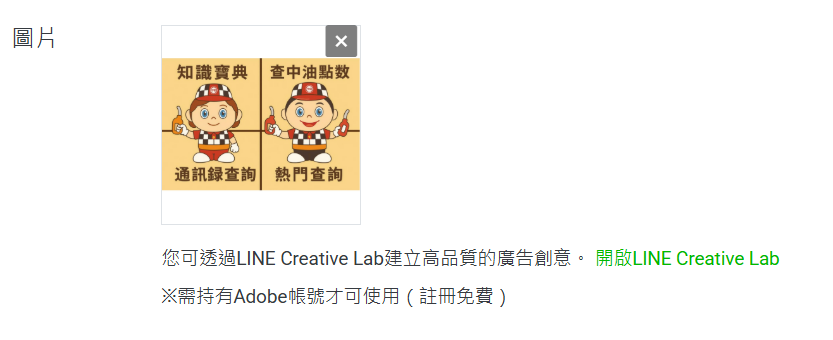 圖片
知識寶典
查中油點数
通訊録查詢
熱門查詢
您可透過LINE Creative Lab建立高品質的廣告創意。 開啟LINE Creative Lab
※需持有Adobe帳號才可使用（註冊免費）